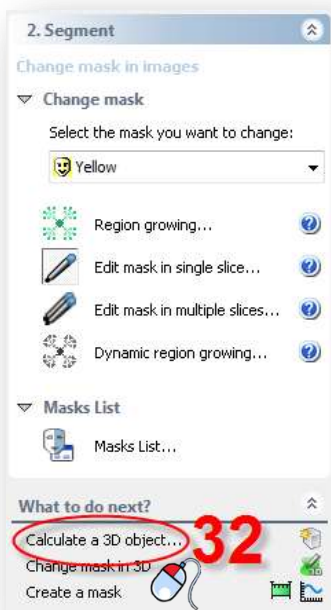 2. Segment
Change mask in images
Change mask
Select the mask you want to change:
Yellow
Region growing...
Edit mask in single slice...
Edit mask in multiple slices...
Dynamic region growing...
Masks List
Masks List...
What to do next?
Calculate a 3D object... 32
Change mask in 3D
Create a mask